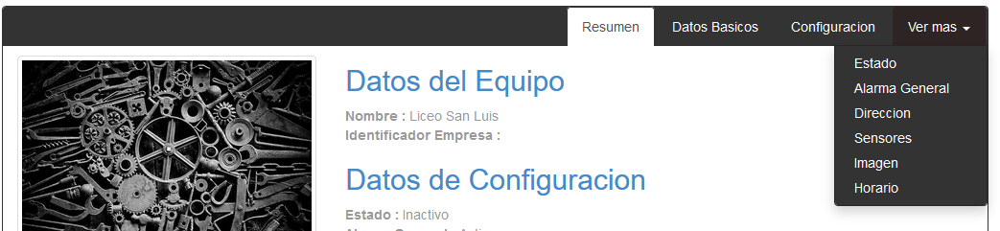 Resumen
Datos Basicos
Configuracion
Ver mas
Estado
Alarma General
Direccion
Sensores
Imagen
Horario
Datos del Equipo
Nombre : Liceo San Luis
Identificador Empresa :
Datos de Configuracion
Estado : Inactivo